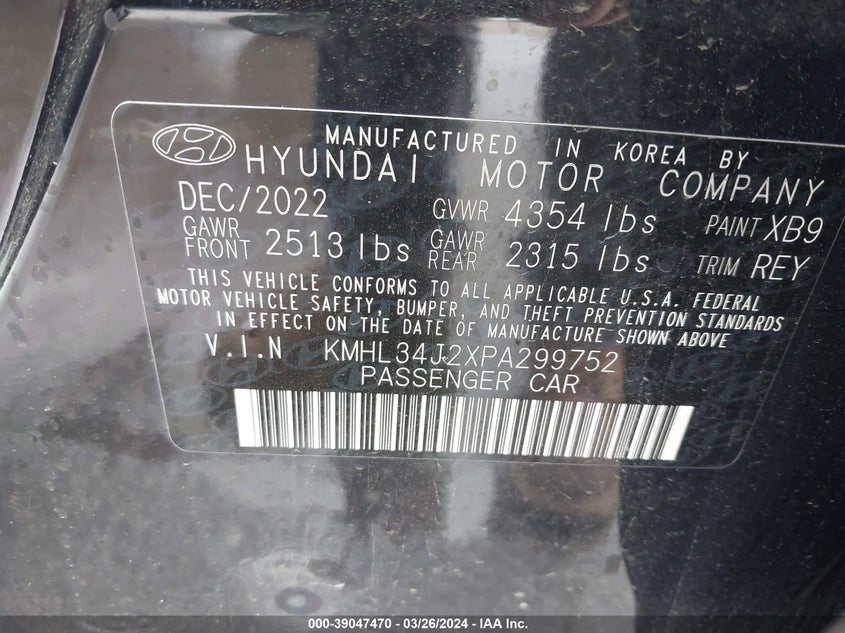 MANUFACTURED IN KOREA BY
HYUNDAI MOTOR COMPANY
DEC/2022 GVWR 4354 lbs PAINT XB9
GAWR FRONT 2513 lbs GAWR REAR 2315 lbs TRIM REY
THIS VEHICLE CONFORMS TO ALL APPLICABLE U.S.A. FEDERAL
MOTOR VEHICLE SAFETY, BUMPER, AND THEFT PREVENTION STANDARDS
IN EFFECT ON THE DATE OF MANUFACTURE SHOWN ABOVE
V.I.N KMHL34J2XPA299752
PASSENGER CAR
000-39047470 - 03/26/2024 - IAA Inc.